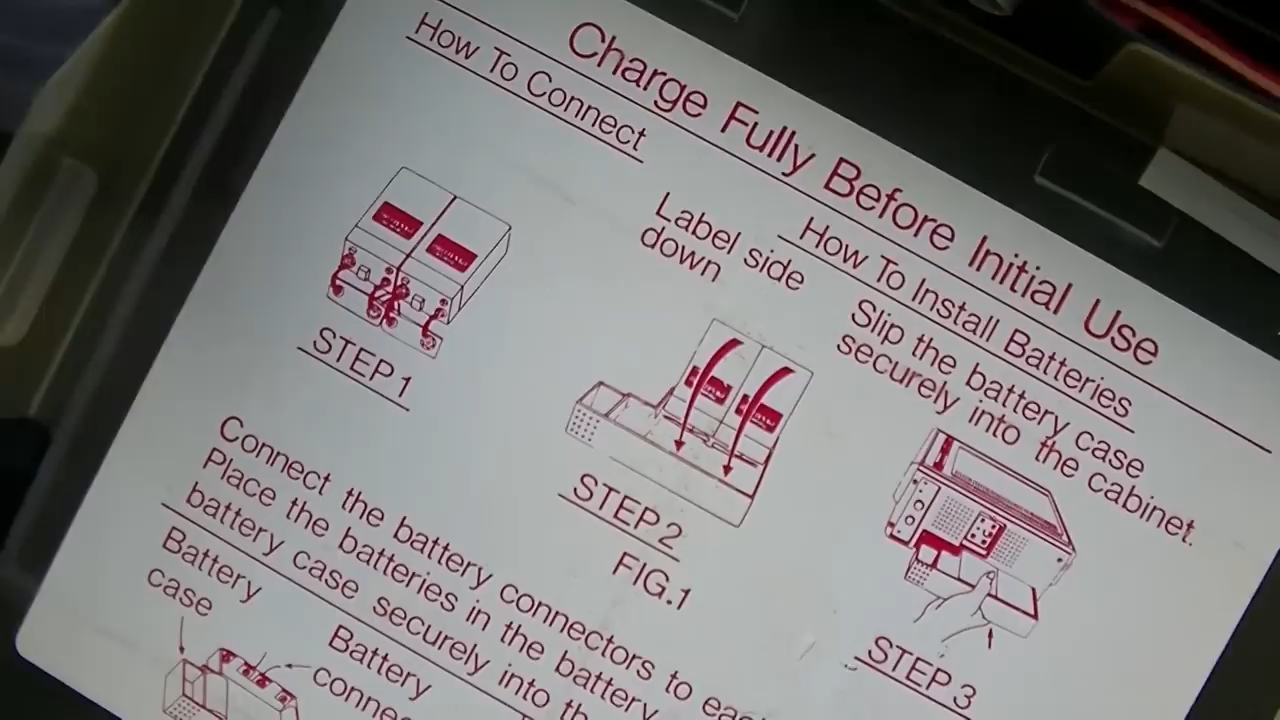 Charge Fully Before Initial Use
How To Connect
How To Install Batteries
Label side
down
Slip the battery case
securely into the cabinet.
STEP 1
STEP 2
FIG.1
STEP 3
Connect the battery connectors to
Place the batteries in the battery
battery case securely into
Battery
case
Battery